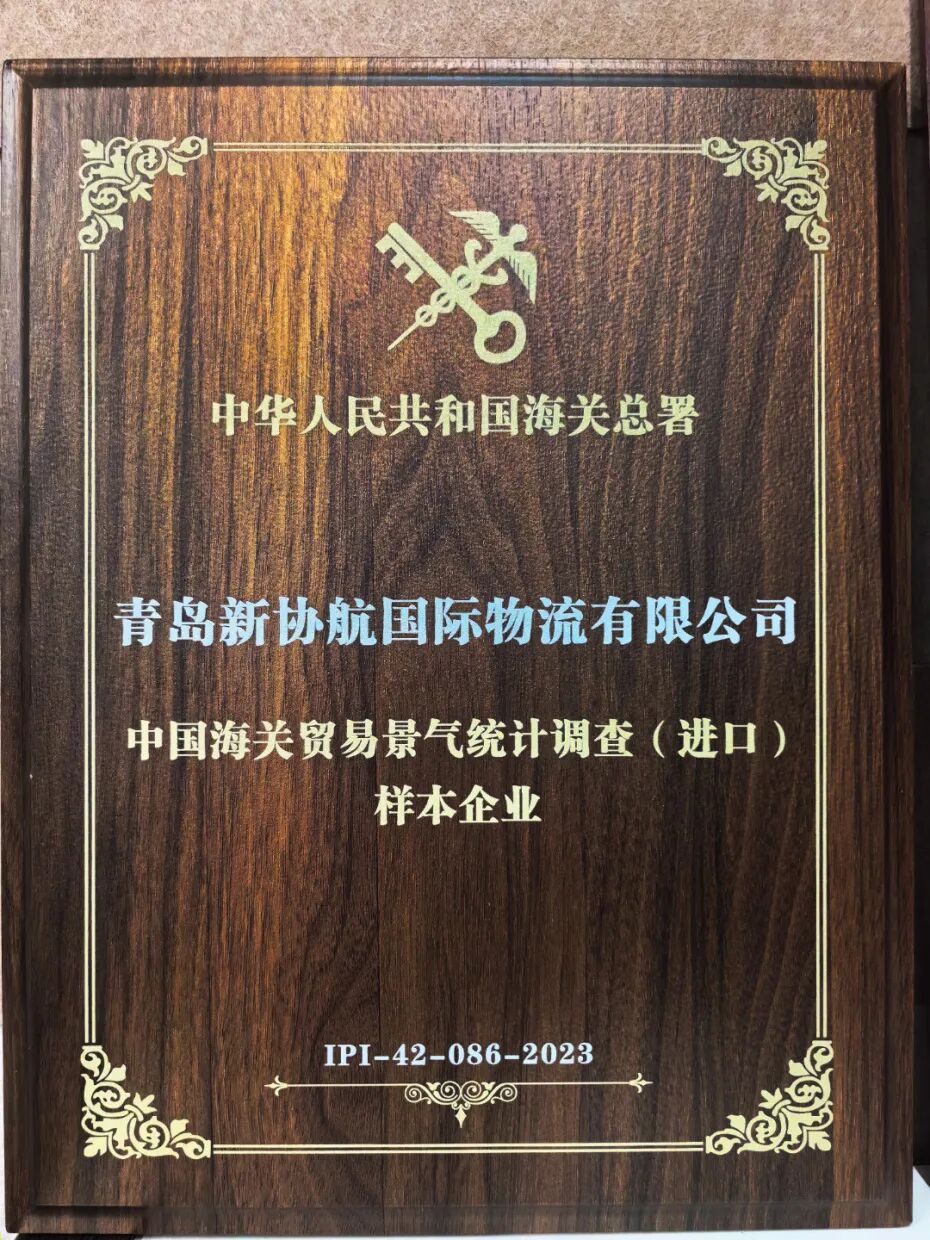 中华人民共和国海关总署
青岛新协航国际物流有限公司
中国海关贸易景气统计调查（进口）
样本企业
IPI-42-086-2023